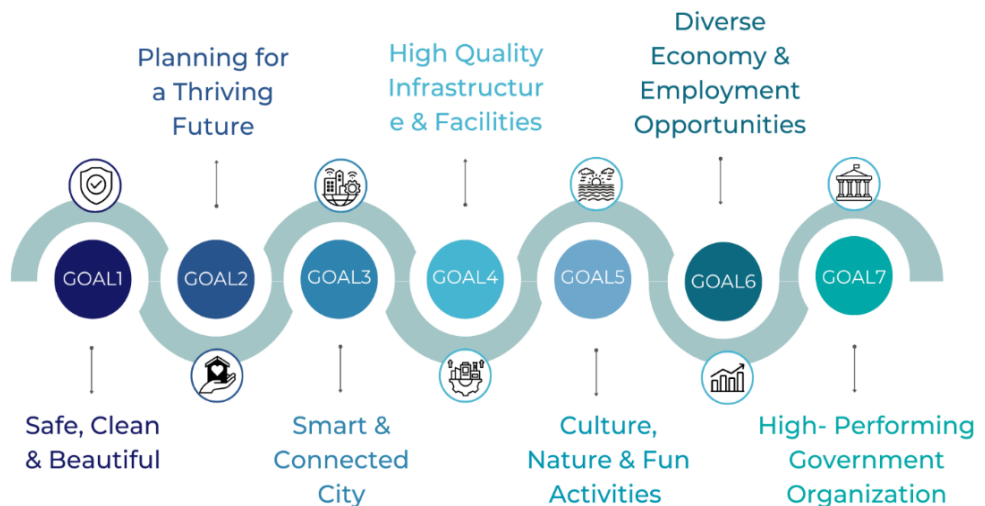 Planning for
a Thriving
Future
High Quality
Infrastructur
e & Facilities
Diverse
Economy &
Employment
Opportunities
GOAL1
GOAL2
GOAL3
GOAL4
GOAL5
GOAL6
GOAL7
Safe, Clean
& Beautiful
Smart &
Connected
City
Culture,
Nature & Fun
Activities
High- Performing
Government
Organization